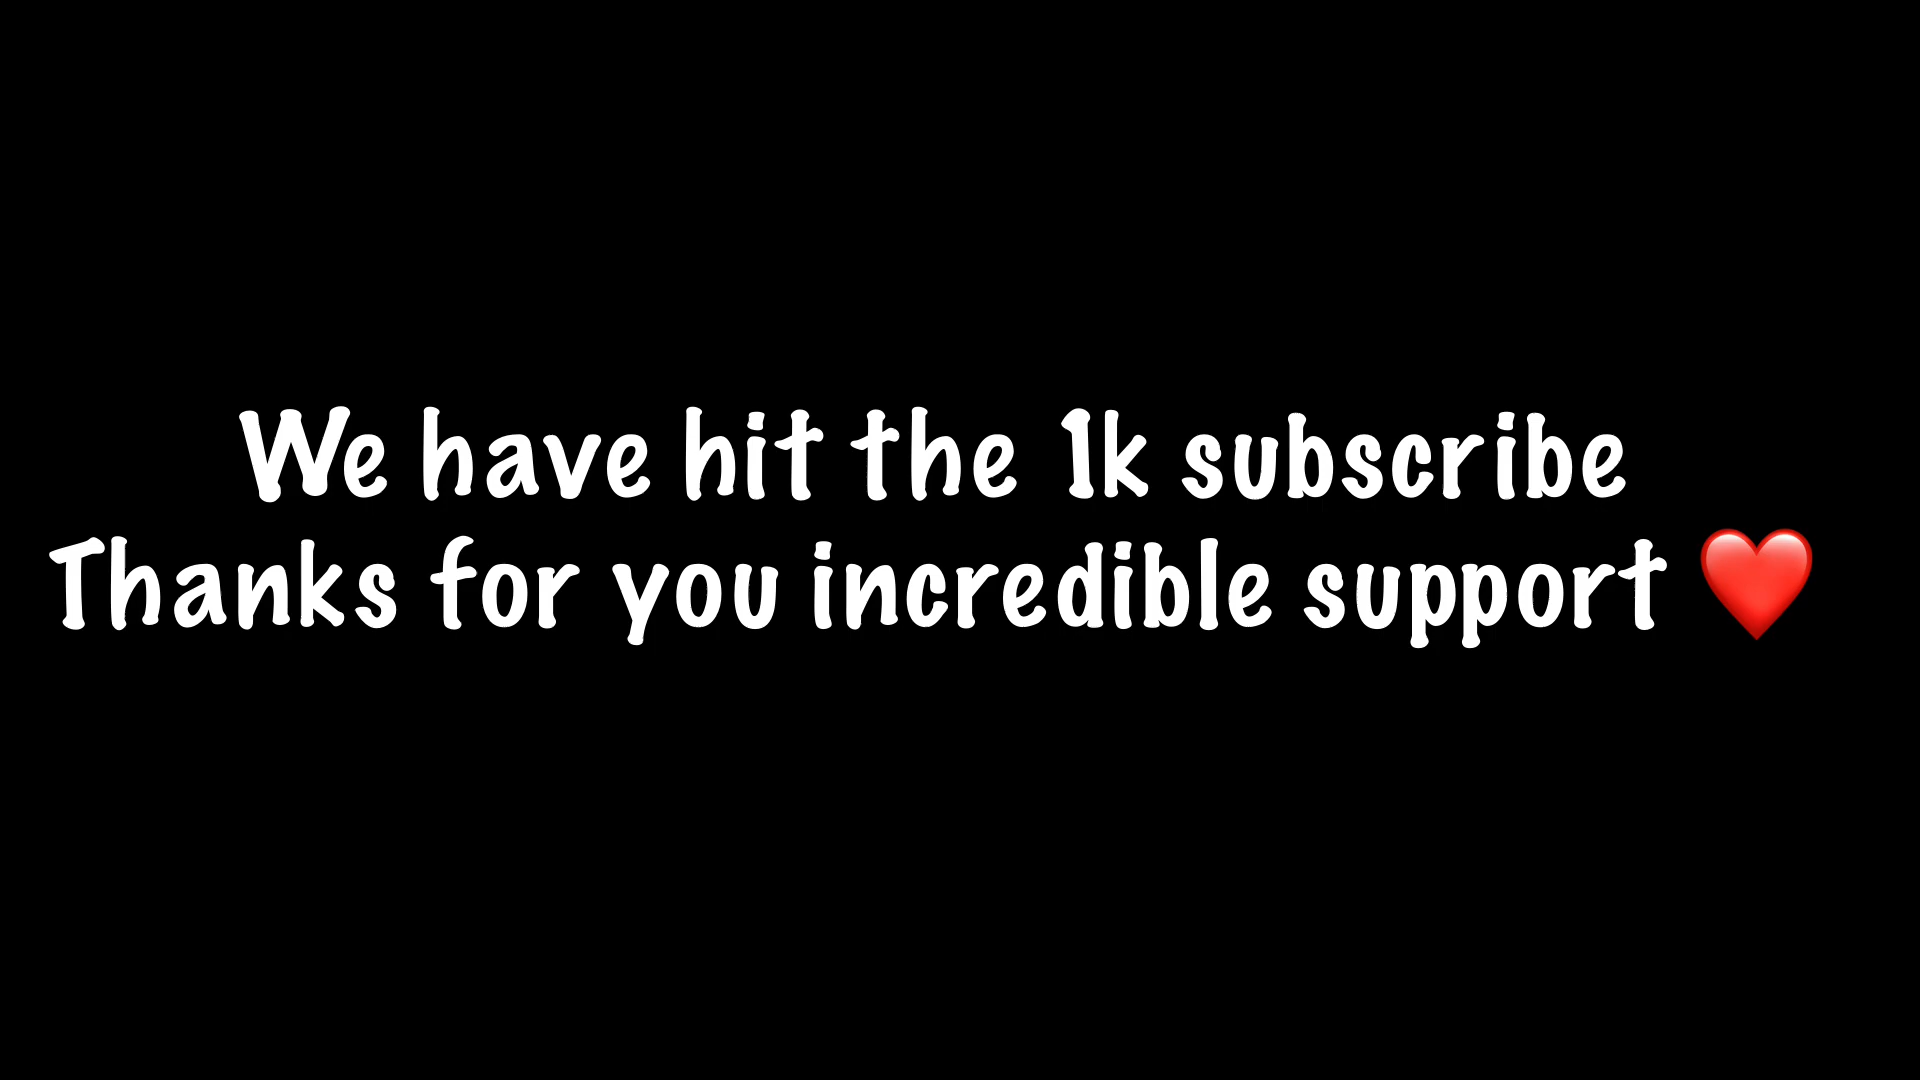 We have hit the 1k subscribe
Thanks for you incredible support ❤️